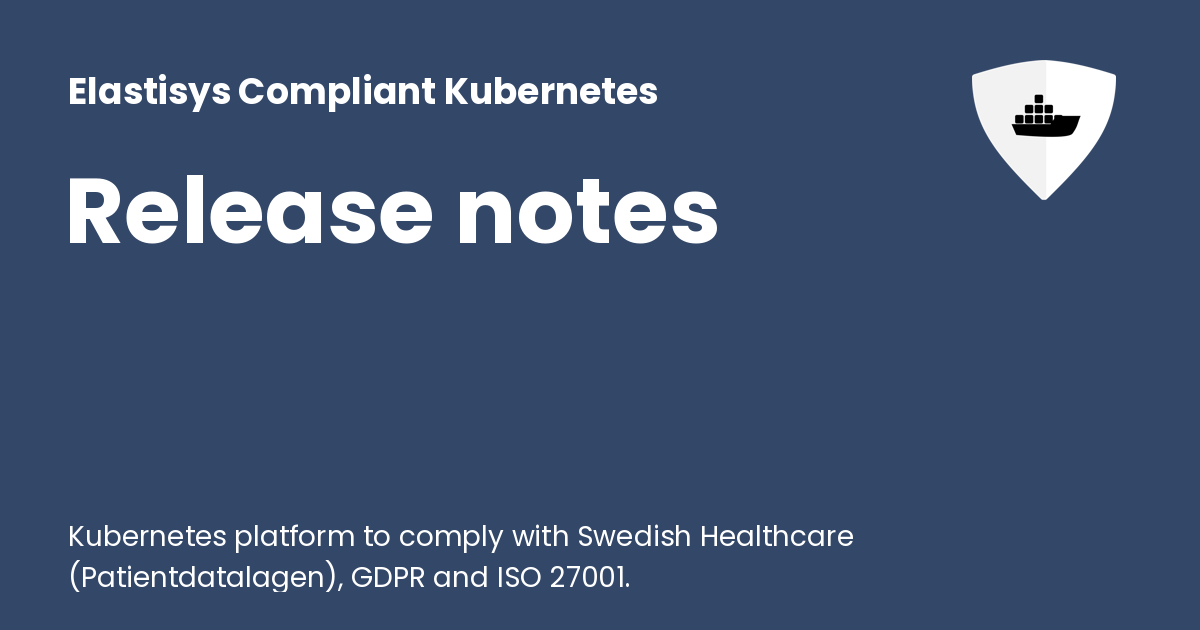 Elastisys Compliant Kubernetes
Release notes
Kubernetes platform to comply with Swedish Healthcare
(Patientdatalagen), GDPR and ISO 27001.